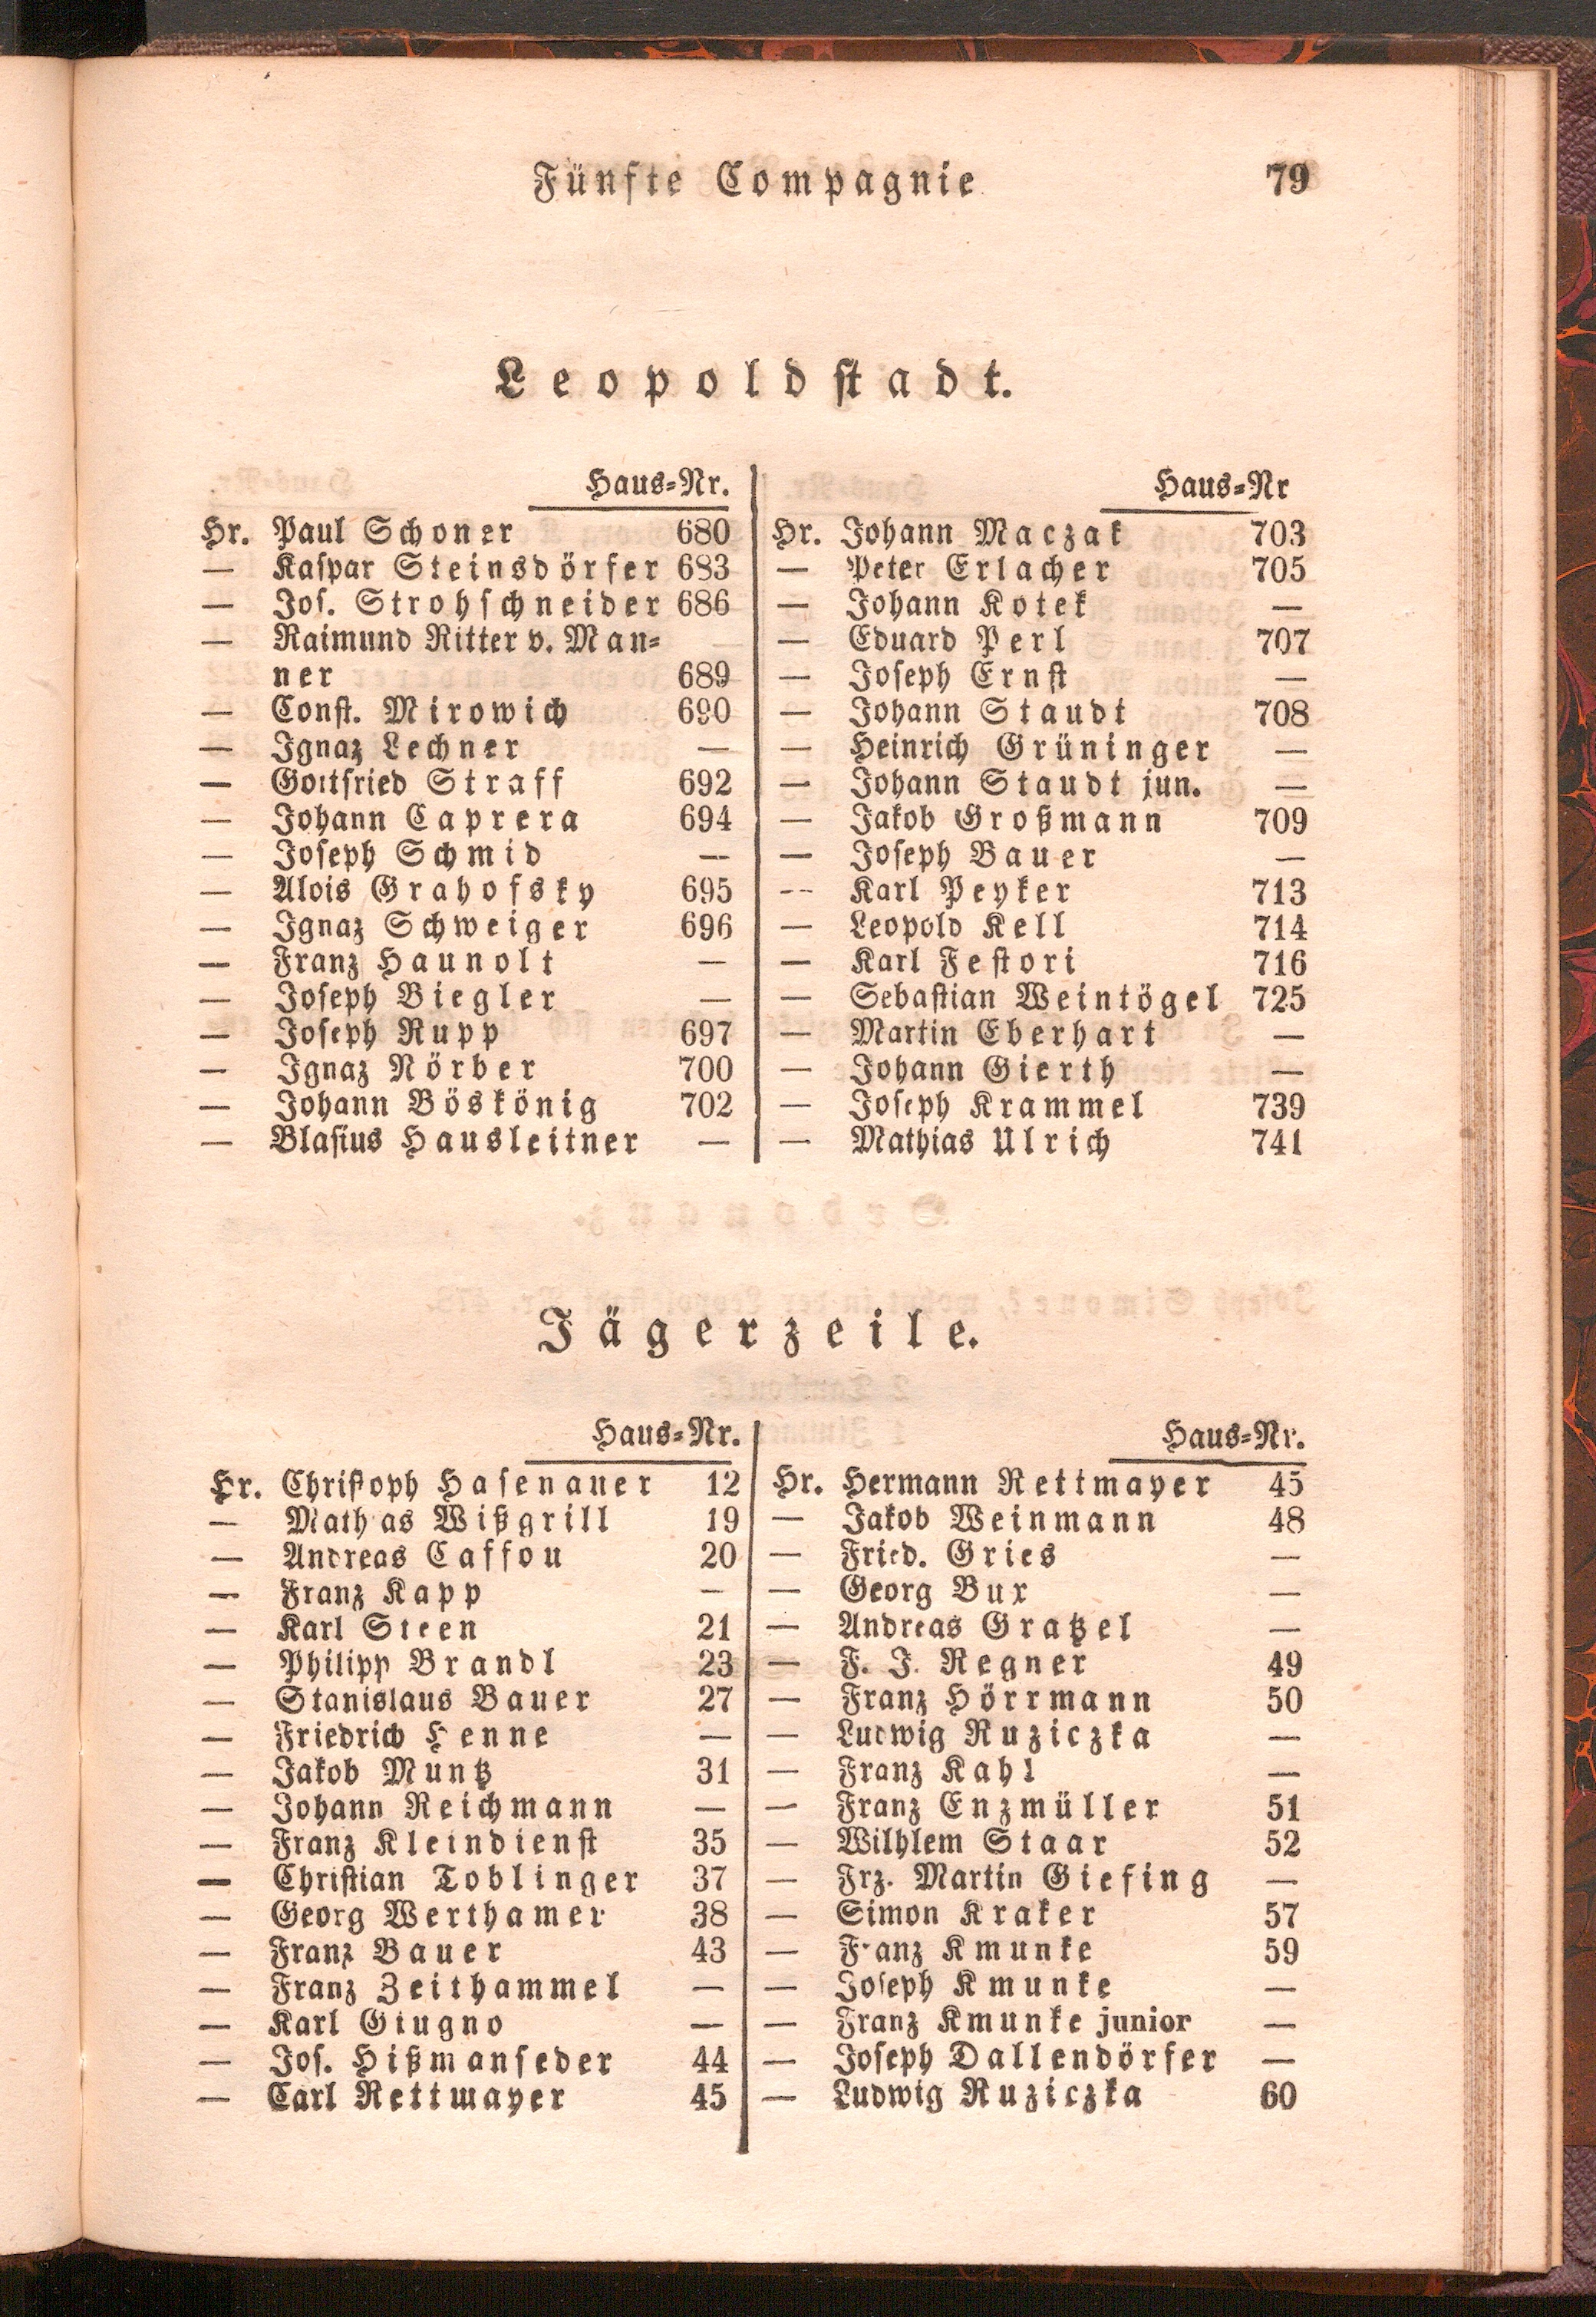 Fünfte Compagnie 79
Leopoldstadt.
Haus-Nr.
Hr. Paul Schoner 680
— Kaspar Steinsdörfer 683
— Jos. Strohschneider 686
— Raimund Ritter v. Man-
ner 689
— Const. Mirowich 690
— Ignaz Lechner —
— Gottfried Straff 692
— Johann Caprera 694
— Joseph Schmid —
— Alois Grahofsky 695
— Ignaz Schweiger 696
— Franz Haunolt —
— Joseph Biegler —
— Joseph Rupp 697
— Ignaz Nörber 700
— Johann Böskönig 702
— Blasius Hausleitner —
Haus-Nr
Hr. Johann Maczak 703
— Peter Erlacher 705
— Johann Kotek —
— Eduard Perl 707
— Joseph Ernst —
— Johann Staudt 708
— Heinrich Grüninger —
— Johann Staudt jun. —
— Jakob Großmann 709
— Joseph Bauer —
— Karl Peyker 713
— Leopold Kell 714
— Karl Festori 716
— Sebastian Weintögel 725
— Martin Eberhart —
— Johann Gierth —
— Joseph Krammel 739
— Mathias Ulrich 741
Jägerzeile.
Haus-Nr.
Hr. Christoph Hasenauer 12
— Mathias Wißgrill 19
— Andreas Caffou 20
— Franz Kapp —
— Karl Steen 21
— Philipp Brandl 23
— Stanislaus Bauer 27
— Friedrich Henne —
— Jakob Muntz 31
— Johann Reichmann —
— Franz Kleindienst 35
— Christian Toblinger 37
— Georg Werthamer 38
— Franz Bauer 43
— Franz Zeithammel —
— Karl Giugno —
— Jos. Hißmanseder 44
— Carl Rettmayer 45
Haus-Nr.
Hr. Hermann Rettmayer 45
— Jakob Weinmann 48
— Fried. Gries —
— Georg Bux —
— Andreas Gratzel —
— F. J. Regner 49
— Franz Hörrmann 50
— Ludwig Ruziczka —
— Franz Kahl —
— Franz Enzmüller 51
— Wilhlem Staar 52
— Frz. Martin Giefing —
— Simon Kraker 57
— Franz Kmunke 59
— Joseph Kmunke —
— Franz Kmunke junior —
— Joseph Dallendörfer —
— Ludwig Ruziczka 60